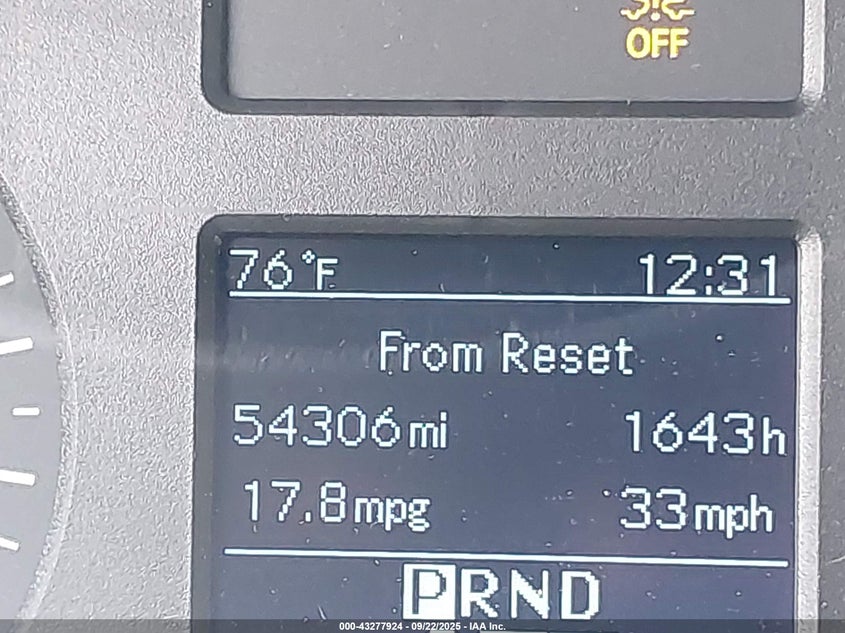 OFF
76°F 12:31
From Reset
54306mi 1643h
17.8mpg 33mph
PRND
000-43277924 - 09/22/2025 - IAA Inc.